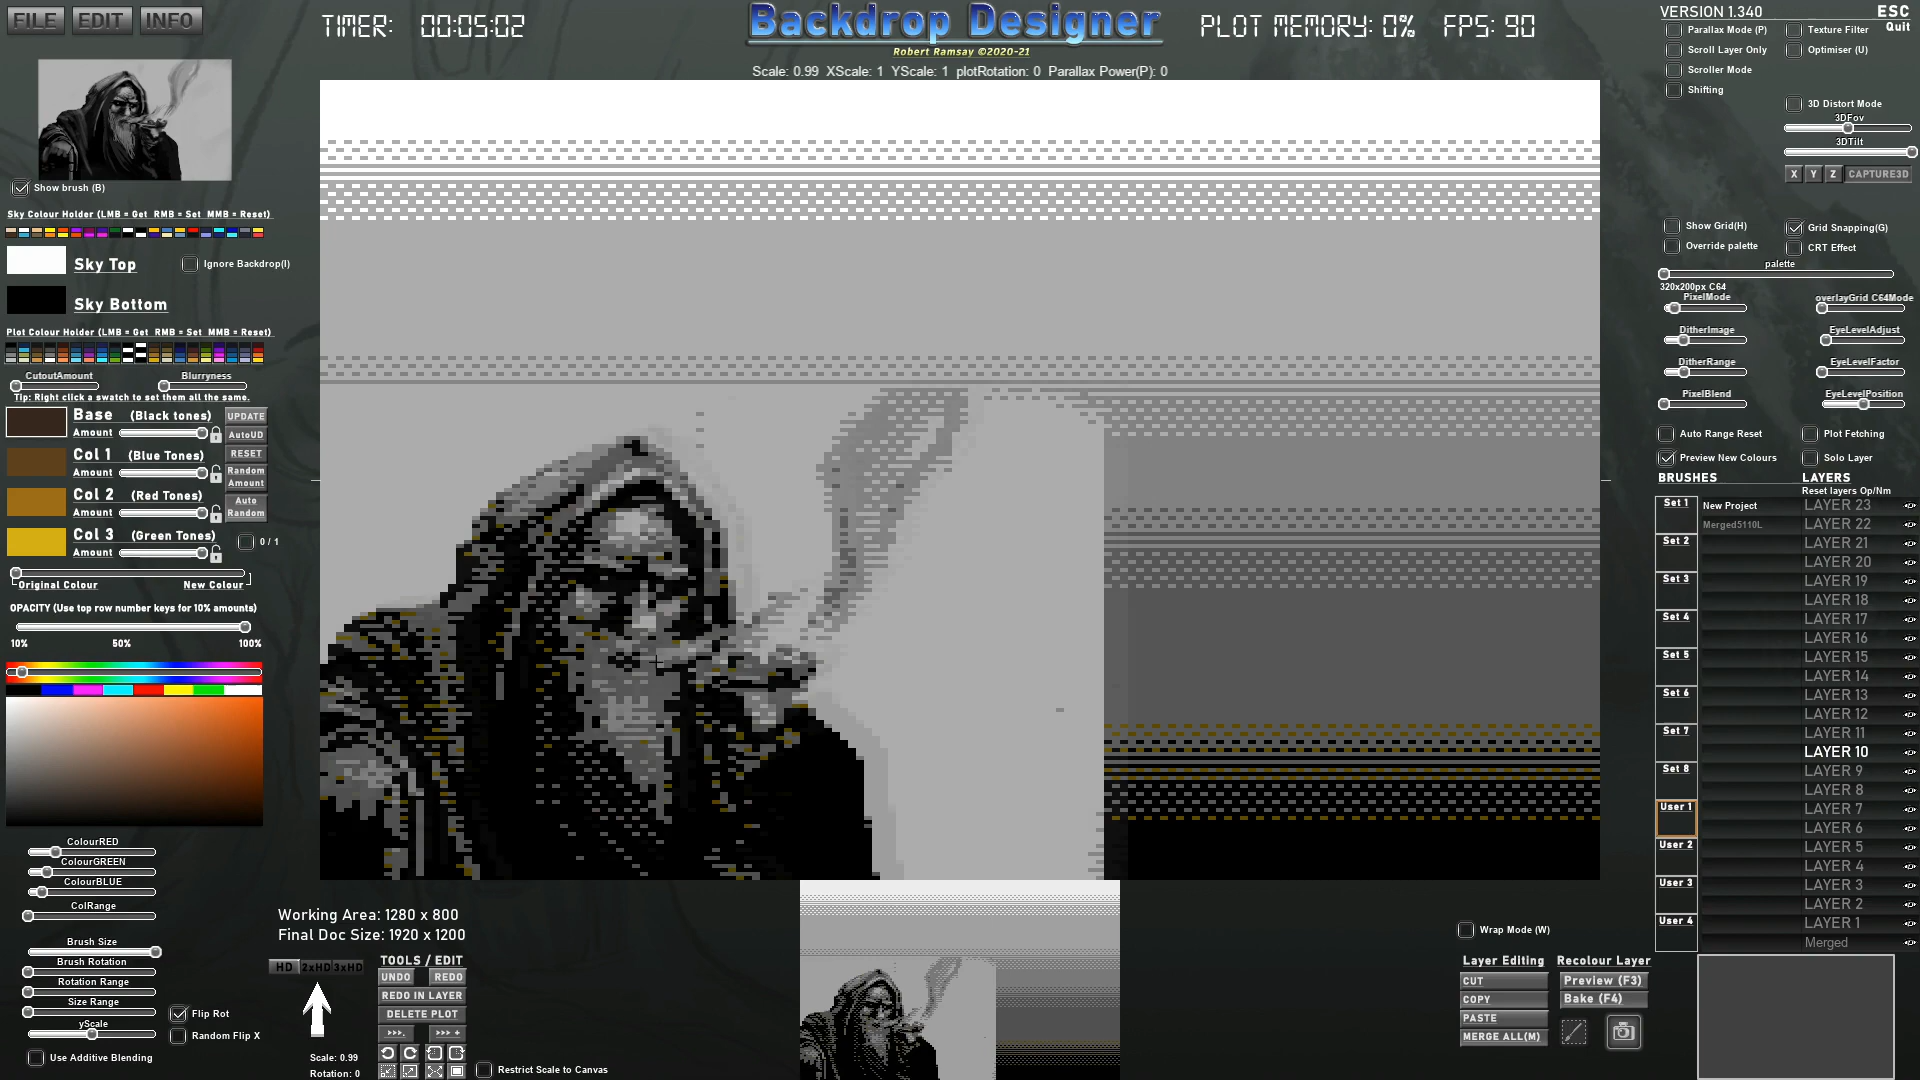 FILE EDIT INFO
TIMER: 00:05:02
Backdrop Designer
Robert Ramsay ©2020-21
PLOT MEMORY: 0% FPS: 90
VERSION 1.340
ESC
Quit
Scale: 0.99 XScale: 1 YScale: 1 plotRotation: 0 Parallax Power(P): 0
Parallax Mode (P)
Texture Filter
Scroll Layer Only
Optimiser (U)
Scroller Mode
Shifting
3D Distort Mode
3DFov
3DTilt
X Y Z CAPTURE3D
Show Grid(H)
Grid Snapping(G)
Override palette
CRT Effect
palette
320x200px C64
PixelMode
overlayGrid C64Mode
DitherImage
EyeLevelAdjust
DitherRange
EyeLevelFactor
PixelBlend
EyeLevelPosition
Auto Range Reset
Plot Fetching
Preview New Colours
Solo Layer
BRUSHES
LAYERS
Reset layers Op/Nm
Set 1
Set 2
Set 3
Set 4
Set 5
Set 6
Set 7
Set 8
User 1
User 2
User 3
User 4
New Project
Merged5110L
LAYER 23
LAYER 22
LAYER 21
LAYER 20
LAYER 19
LAYER 18
LAYER 17
LAYER 16
LAYER 15
LAYER 14
LAYER 13
LAYER 12
LAYER 11
LAYER 10
LAYER 9
LAYER 8
LAYER 7
LAYER 6
LAYER 5
LAYER 4
LAYER 3
LAYER 2
LAYER 1
Merged
Show brush (B)
Sky Colour Holder (LMB = Get RMB = Set MMB = Reset)
Sky Top
Ignore Backdrop(I)
Sky Bottom
Plot Colour Holder (LMB = Get RMB = Set MMB = Reset)
CutoutAmount
Blurryness
Tip: Right click a swatch to set them all the same.
Base (Black tones)
Amount
Col 1 (Blue Tones)
Amount
Col 2 (Red Tones)
Amount
Col 3 (Green Tones)
Amount
UPDATE
AutoUD
RESET
Random Amount
Auto Random
0 / 1
Original Colour
New Colour
OPACITY (Use top row number keys for 10% amounts)
10% 50% 100%
ColourRED
ColourGREEN
ColourBLUE
ColRange
Brush Size
Brush Rotation
Rotation Range
Size Range
yScale
Flip Rot
Random Flip X
Use Additive Blending
Working Area: 1280 x 800
Final Doc Size: 1920 x 1200
HD 2xHD 3xHD
Scale: 0.99
Rotation: 0
TOOLS / EDIT
UNDO REDO
REDO IN LAYER
DELETE PLOT
>>>. >>> +
Restrict Scale to Canvas
Wrap Mode (W)
Layer Editing
CUT
COPY
PASTE
MERGE ALL(M)
Recolour Layer
Preview (F3)
Bake (F4)